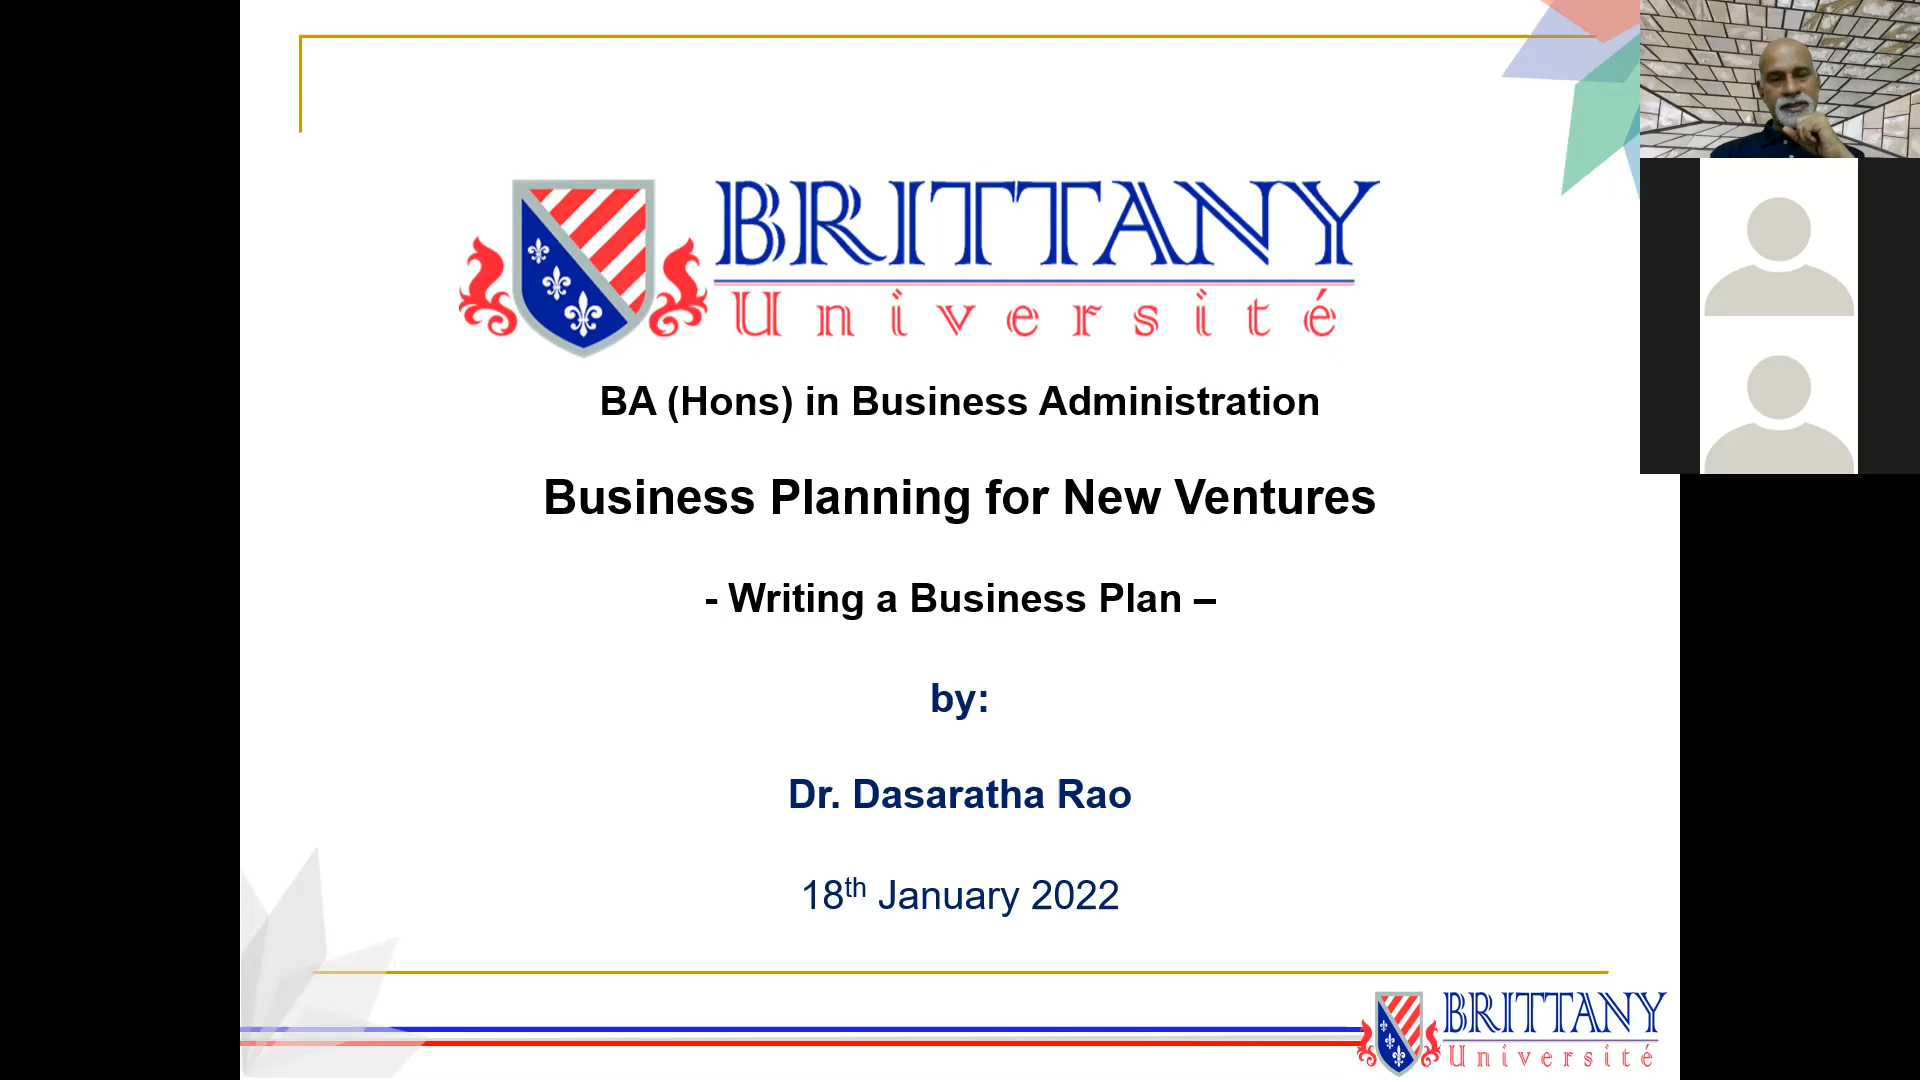 BRITTANY
Université
BA (Hons) in Business Administration
Business Planning for New Ventures
- Writing a Business Plan –
by:
Dr. Dasaratha Rao
18th January 2022
BRITTANY
Université